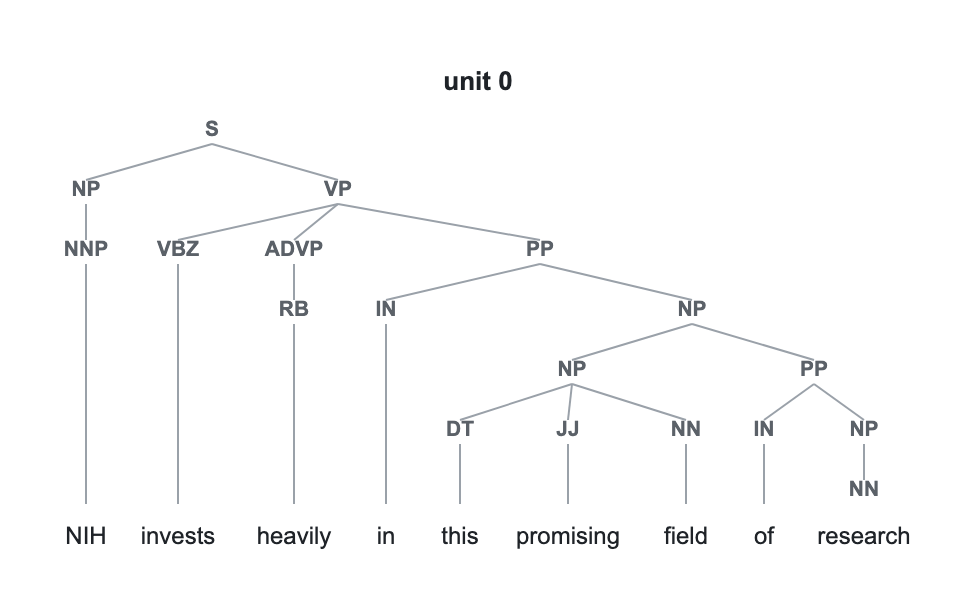 unit 0
S
NP VP
NNP VBZ ADVP PP
RB IN NP
NP PP
DT JJ NN IN NP
NN
NIH invests heavily in this promising field of research